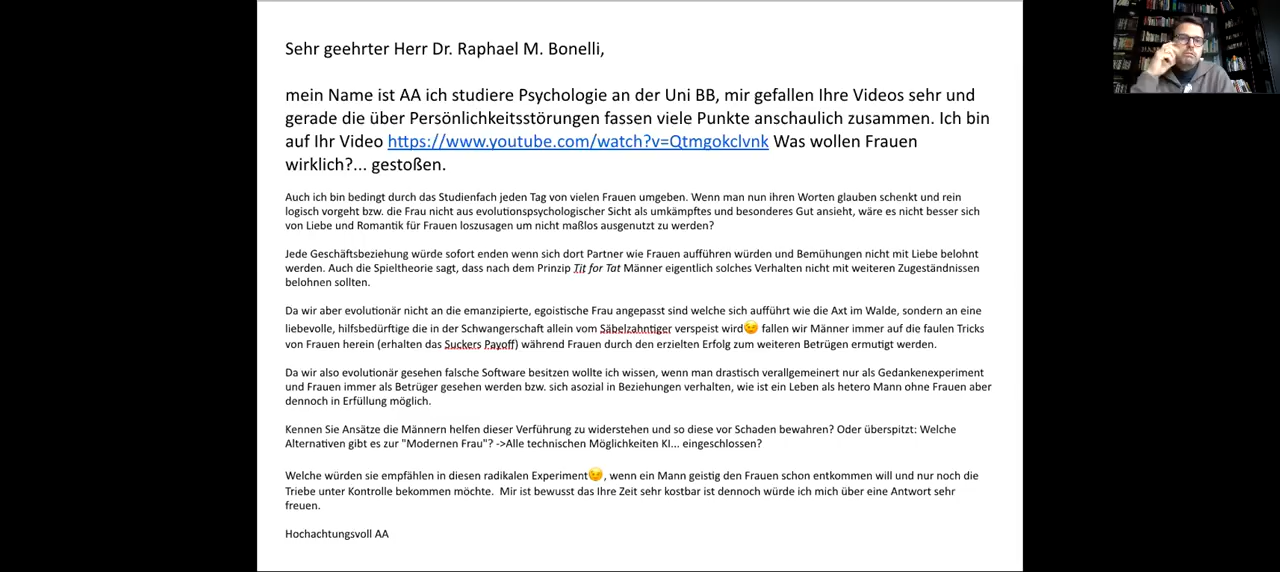 Sehr geehrter Herr Dr. Raphael M. Bonelli,
mein Name ist AA ich studiere Psychologie an der Uni BB, mir gefallen Ihre Videos sehr und
gerade die über Persönlichkeitsstörungen fassen viele Punkte anschaulich zusammen. Ich bin
auf Ihr Video https://www.youtube.com/watch?v=Qtmgokclvnk Was wollen Frauen
wirklich?... gestoßen.
Auch ich bin bedingt durch das Studienfach jeden Tag von vielen Frauen umgeben. Wenn man nun ihren Worten glauben schenkt und rein
logisch vorgeht bzw. die Frau nicht aus evolutionspsychologischer Sicht als umkämpftes und besonderes Gut ansieht, wäre es nicht besser sich
von Liebe und Romantik für Frauen loszusagen um nicht maßlos ausgenutzt zu werden?
Jede Geschäftsbeziehung würde sofort enden wenn sich dort Partner wie Frauen aufführen würden und Bemühungen nicht mit Liebe belohnt
werden. Auch die Spieltheorie sagt, dass nach dem Prinzip Tit for Tat Männer eigentlich solches Verhalten nicht mit weiteren Zugeständnissen
belohnen sollten.
Da wir aber evolutionär nicht an die emanzipierte, egoistische Frau angepasst sind welche sich aufführt wie die Axt im Walde, sondern an eine
liebevolle, hilfsbedürftige die in der Schwangerschaft allein vom Säbelzahntiger verspeist wird😉 fallen wir Männer immer auf die faulen Tricks
von Frauen herein (erhalten das Suckers Payoff) während Frauen durch den erzielten Erfolg zum weiteren Betrügen ermutigt werden.
Da wir also evolutionär gesehen falsche Software besitzen wollte ich wissen, wenn man drastisch verallgemeinert nur als Gedankenexperiment
und Frauen immer als Betrüger gesehen werden bzw. sich asozial in Beziehungen verhalten, wie ist ein Leben als hetero Mann ohne Frauen aber
dennoch in Erfüllung möglich.
Kennen Sie Ansätze die Männern helfen dieser Verführung zu widerstehen und so diese vor Schaden bewahren? Oder überspitzt: Welche
Alternativen gibt es zur "Modernen Frau"? ->Alle technischen Möglichkeiten KI... eingeschlossen?
Welche würden sie empfählen in diesen radikalen Experiment😉, wenn ein Mann geistig den Frauen schon entkommen will und nur noch die
Triebe unter Kontrolle bekommen möchte.  Mir ist bewusst das Ihre Zeit sehr kostbar ist dennoch würde ich mich über eine Antwort sehr
freuen.
Hochachtungsvoll AA